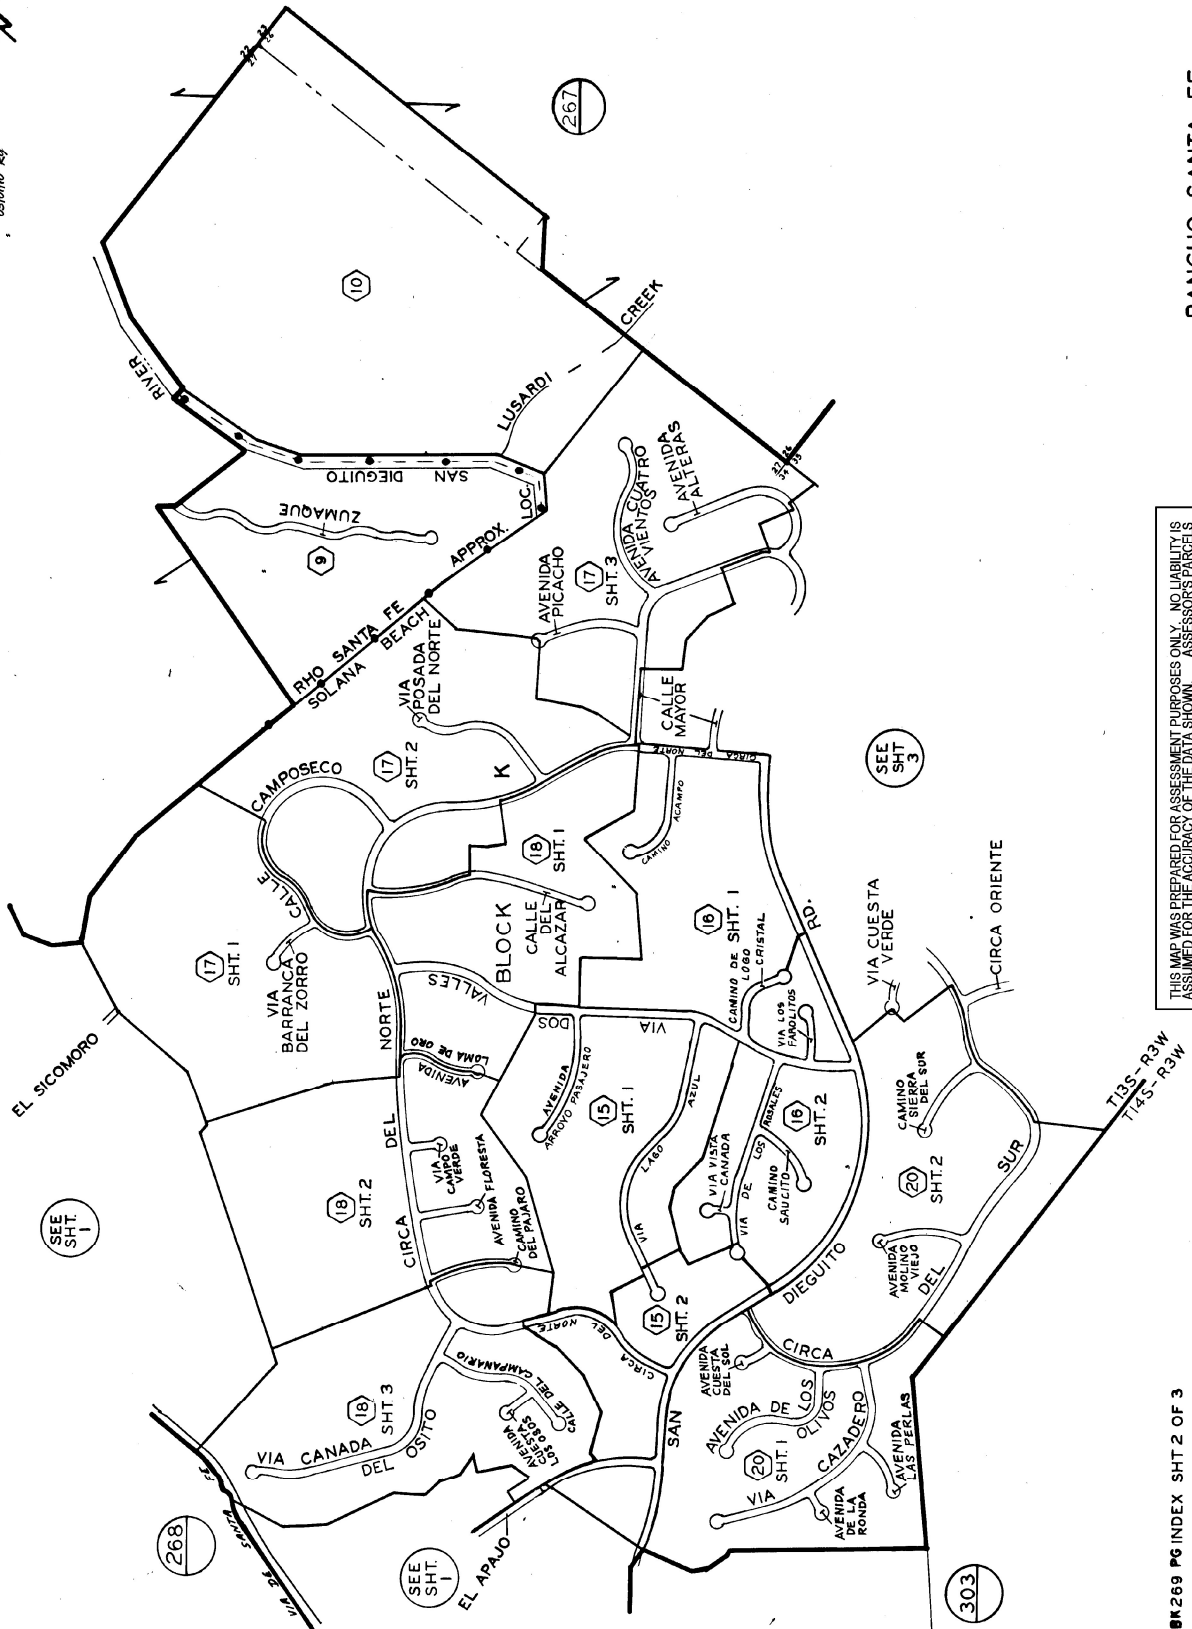 BK 269 PG INDEX SHT 2 OF 3
THIS MAP WAS PREPARED FOR ASSESSMENT PURPOSES ONLY. NO LIABILITY IS
ASSUMED FOR THE ACCURACY OF THE DATA SHOWN. ASSESSOR'S PARCELS
RANCHO SANTA FE
268
VIA DE SANTA FE
SEE
SHT.
1
EL SICOMORO
SEE
SHT.
1
EL APAJO
303
267
SEE
SHT
3
22
23
27
26
27
26
34
35
T13S-R3W
T14S-R3W
10
RIVER
SAN DIEGUITO
LUSARDI CREEK
ZUMAQUE
9
APPROX. LOC.
RHO SANTA FE
SOLANA BEACH
17
SHT. 1
CALLE CAMPOSECO
VIA
BARRANCA
DEL ZORRO
17
SHT. 2
VIA
POSADA
DEL NORTE
17
SHT. 3
AVENIDA
PICACHO
AVENIDA CUATRO
VIENTOS
AVENIDA
ALTERAS
CALLE
MAYOR
CIRCA DEL NORTE
CAMINO ACAMPO
BLOCK K
18
SHT. 1
CALLE
DEL
ALCAZAR
18
SHT. 2
CIRCA DEL NORTE
AVENIDA LOMA DE ORO
VIA
CAMPO
VERDE
AVENIDA FLORESTA
CAMINO
DEL PAJARO
18
SHT. 3
VIA CANADA
DEL OSITO
CALLE DEL CAMPANARIO
AVENIDA
CUESTA
LOS OSOS
CIRCA DEL NORTE
VIA DOS VALLES
AVENIDA
ARROYO PASAJERO
15
SHT. 1
VIA LAGO AZUL
15
SHT. 2
16
SHT. 1
CAMINO DE
LOGO
CRISTAL
VIA LOS
FAROLITOS
16
SHT. 2
VIA VISTA
CANADA
VIA DE LOS ROSALES
CAMINO
SAUCITO
SAN DIEGUITO RD.
VIA CUESTA
VERDE
CIRCA ORIENTE
CAMINO
SIERRA
DEL SUR
20
SHT. 2
AVENIDA
MOLINO
VIEJO
CIRCA DEL SUR
AVENIDA
CUESTA
DEL SOL
AVENIDA DE LOS
OLIVOS
20
SHT. 1
VIA CAZADERO
AVENIDA
LAS PERLAS
AVENIDA
DE LA
RONDA